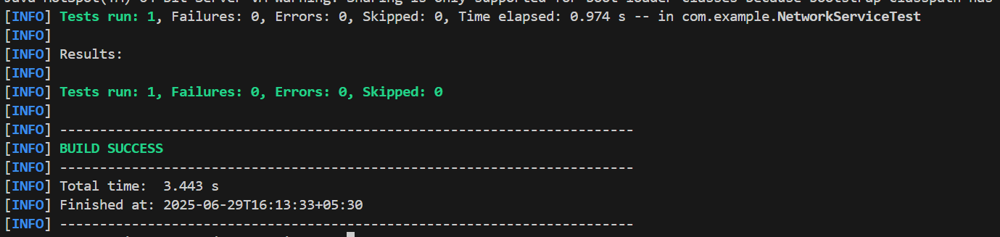 Java HotSpot(TM) 64-Bit Server VM warning: Sharing is only supported for boot loader classes because bootstrap classpath has
[INFO] Tests run: 1, Failures: 0, Errors: 0, Skipped: 0, Time elapsed: 0.974 s -- in com.example.NetworkServiceTest
[INFO]
[INFO] Results:
[INFO]
[INFO] Tests run: 1, Failures: 0, Errors: 0, Skipped: 0
[INFO]
[INFO] ------------------------------------------------------------------------
[INFO] BUILD SUCCESS
[INFO] ------------------------------------------------------------------------
[INFO] Total time:  3.443 s
[INFO] Finished at: 2025-06-29T16:13:33+05:30
[INFO] ------------------------------------------------------------------------